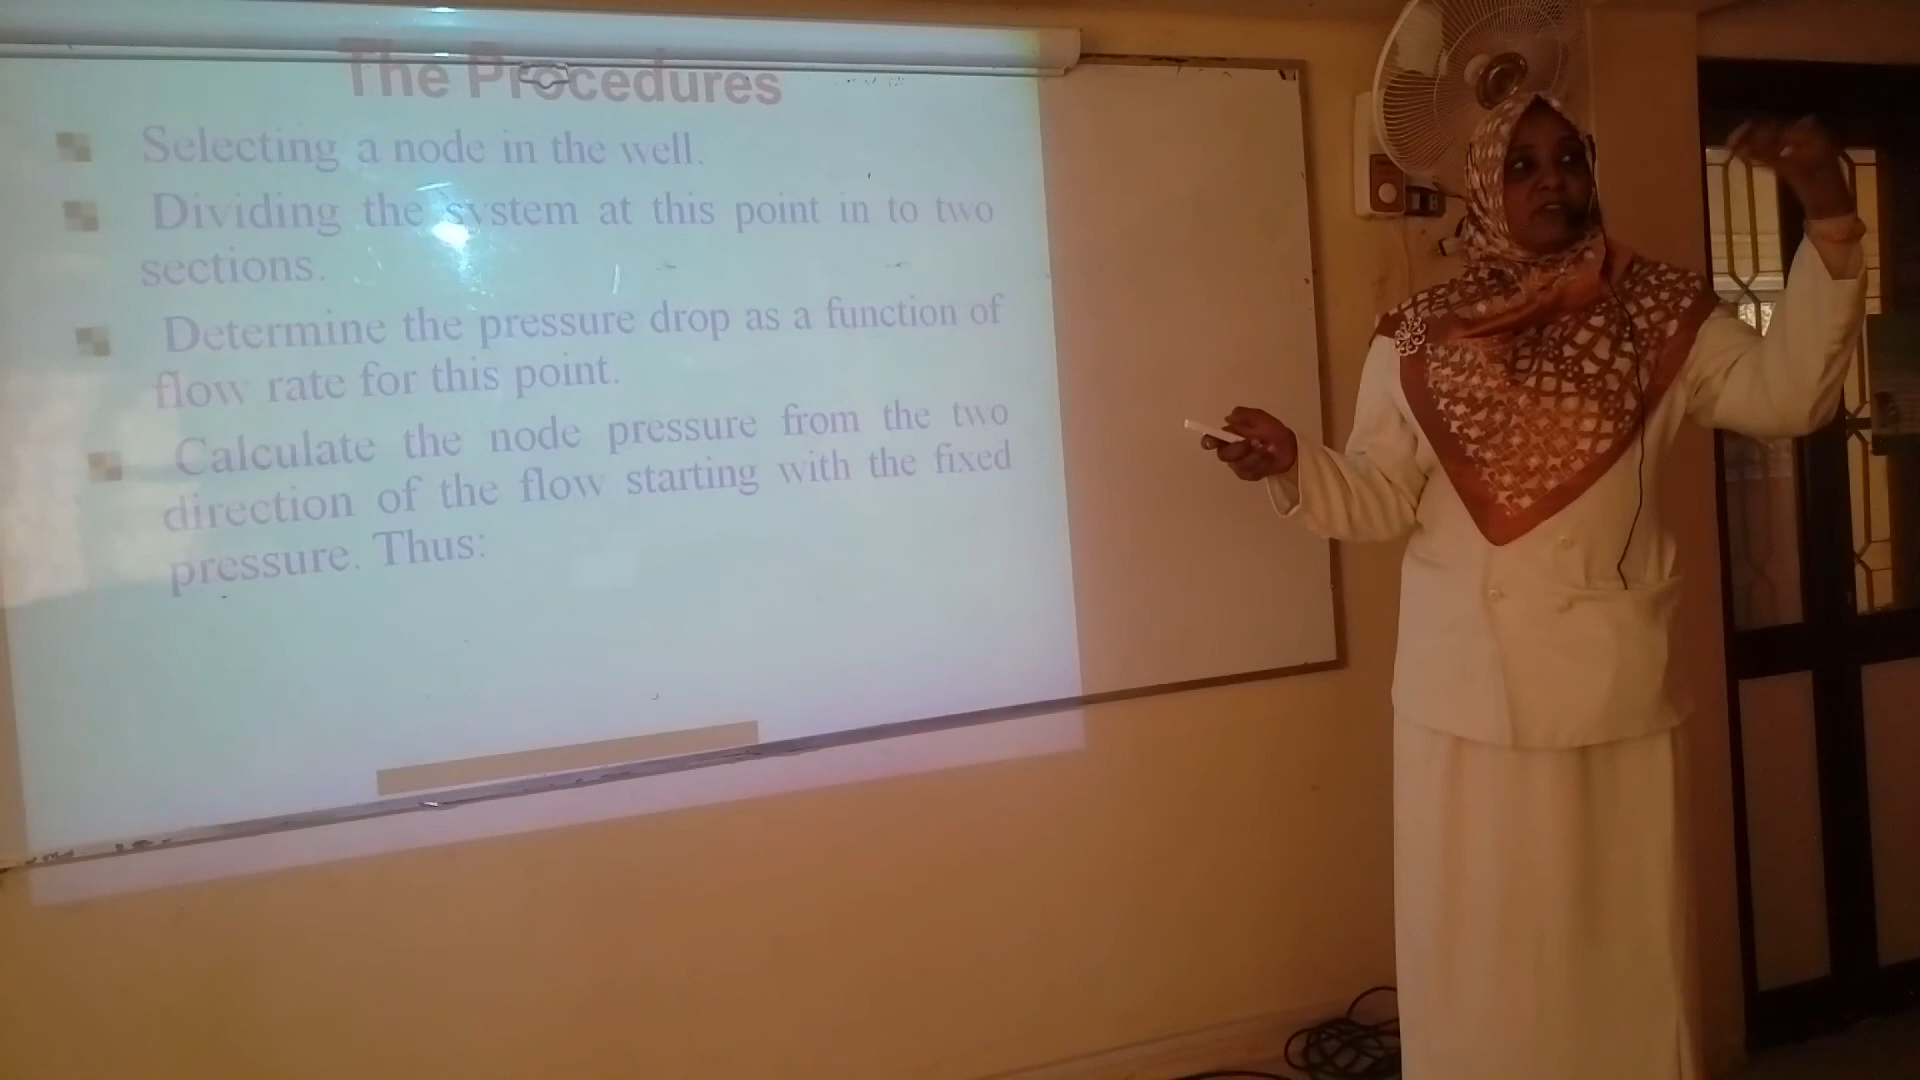 The Procedures
Selecting a node in the well.
Dividing the system at this point in to two
sections.
Determine the pressure drop as a function of
flow rate for this point.
Calculate the node pressure from the two
direction of the flow starting with the fixed
pressure. Thus: